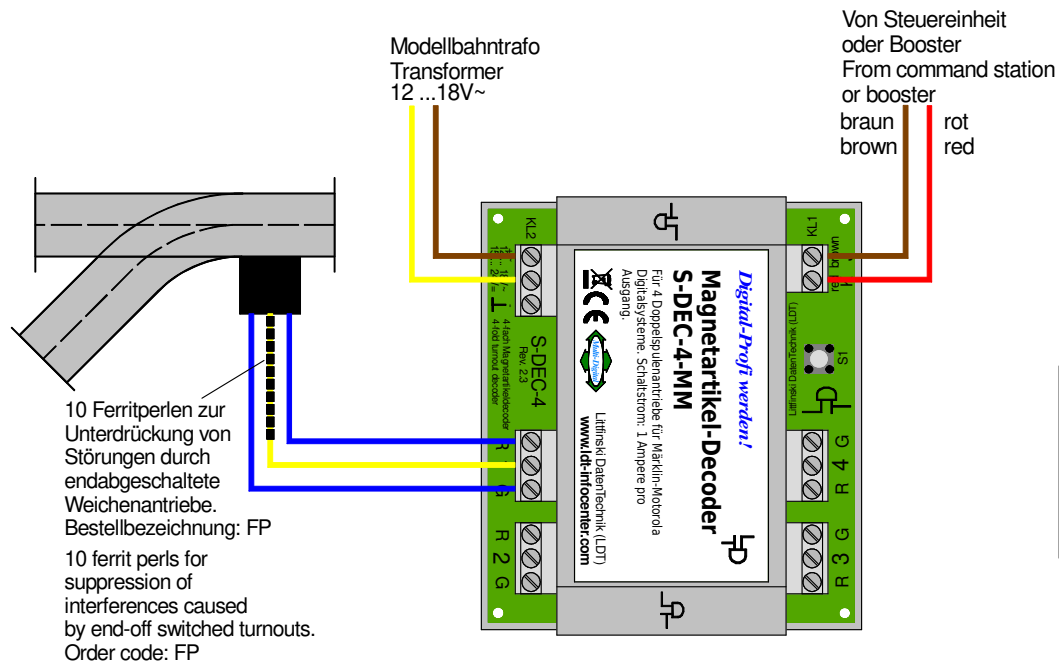 Modellbahntrafo
Transformer
12 ...18V~
Von Steuereinheit
oder Booster
From command station
or booster
braun rot
brown red
10 Ferritperlen zur
Unterdrückung von
Störungen durch
endabgeschaltete
Weichenantriebe.
Bestellbezeichnung: FP
10 ferrit perls for
suppression of
interferences caused
by end-off switched turnouts.
Order code: FP
KL2
4-fach Magnetartikeldecoder
4-fold turnout decoder
S-DEC-4
Rev. 2.3
R
G
R 2 G
Digital-Profi werden!
Magnetartikel-Decoder
S-DEC-4-MM
Für 4 Doppelspulenantriebe für Märklin-Motorola
Digitalsysteme. Schaltstrom: 1 Ampere pro
Ausgang.
CE
Multi-Digital
Littfinski DatenTechnik (LDT)
www.ldt-infocenter.com
KL1
red brown
S1
Littfinski DatenTechnik (LDT)
R 4 G
R 3 G